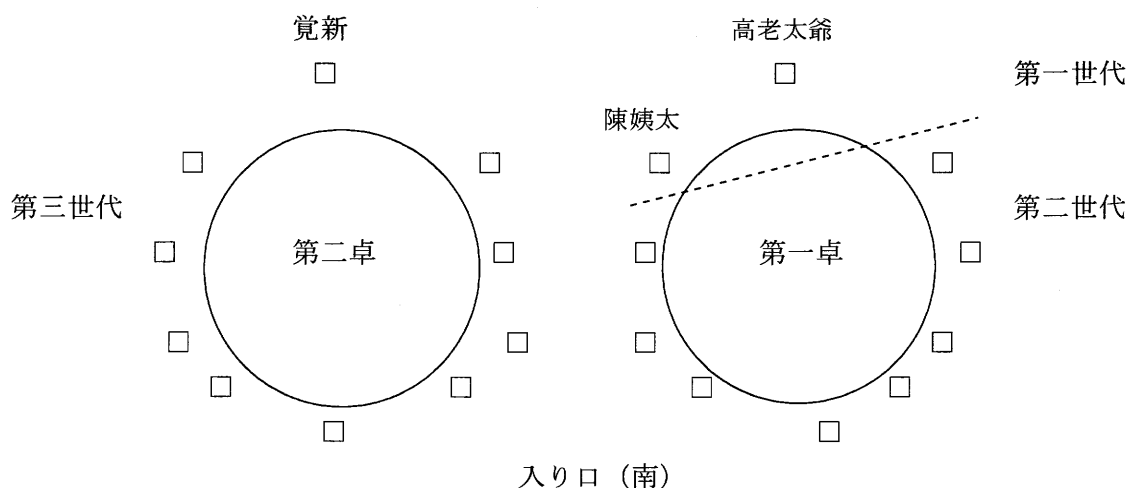 覚新
高老太爺
第一世代
陳姨太
第三世代
第二世代
第二卓
第一卓
入り口（南）